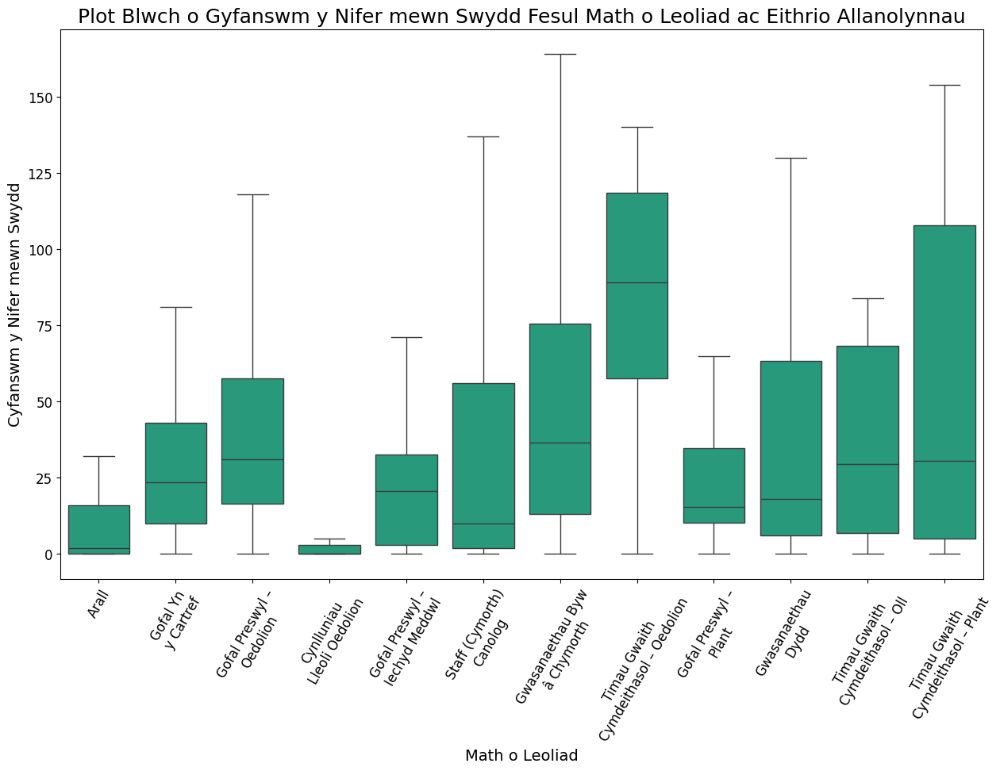 Plot Blwch o Gyfanswm y Nifer mewn Swydd Fesul Math o Leoliad ac Eithrio Allanolynnau
Cyfanswm y Nifer mewn Swydd
150
125
100
75
50
25
0
Arall
Gofal Yn
y Cartref
Gofal Preswyl –
Oedolion
Cynlluniau
Lleoli Oedolion
Gofal Preswyl –
Iechyd Meddwl
Staff (Cymorth)
Canolog
Gwasanaethau Byw
â Chymorth
Timau Gwaith
Cymdeithasol – Oedolion
Gofal Preswyl –
Plant
Gwasanaethau
Dydd
Timau Gwaith
Cymdeithasol – Oll
Timau Gwaith
Cymdeithasol – Plant
Math o Leoliad